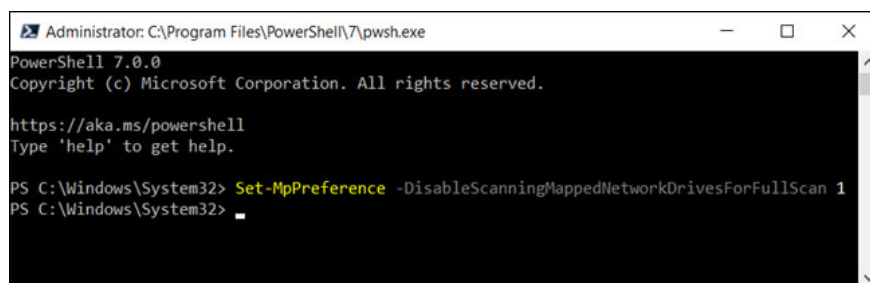 Administrator: C:\Program Files\PowerShell\7\pwsh.exe
PowerShell 7.0.0
Copyright (c) Microsoft Corporation. All rights reserved.
https://aka.ms/powershell
Type 'help' to get help.
PS C:\Windows\System32> Set-MpPreference -DisableScanningMappedNetworkDrivesForFullScan 1
PS C:\Windows\System32>